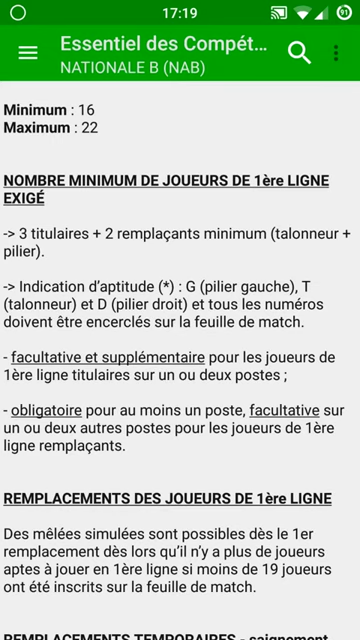 17:19
91
Essentiel des Compét...
NATIONALE B (NAB)
Minimum : 16
Maximum : 22
NOMBRE MINIMUM DE JOUEURS DE 1ère LIGNE
EXIGÉ
-> 3 titulaires + 2 remplaçants minimum (talonneur +
pilier).
-> Indication d'aptitude (*) : G (pilier gauche), T
(talonneur) et D (pilier droit) et tous les numéros
doivent être encerclés sur la feuille de match.
- facultative et supplémentaire pour les joueurs de
1ère ligne titulaires sur un ou deux postes ;
- obligatoire pour au moins un poste, facultative sur
un ou deux autres postes pour les joueurs de 1ère
ligne remplaçants.
REMPLACEMENTS DES JOUEURS DE 1ère LIGNE
Des mêlées simulées sont possibles dès le 1er
remplacement dès lors qu'il n'y a plus de joueurs
aptes à jouer en 1ère ligne si moins de 19 joueurs
ont été inscrits sur la feuille de match.
REMPLACEMENTS TEMPORAIRES - saignement